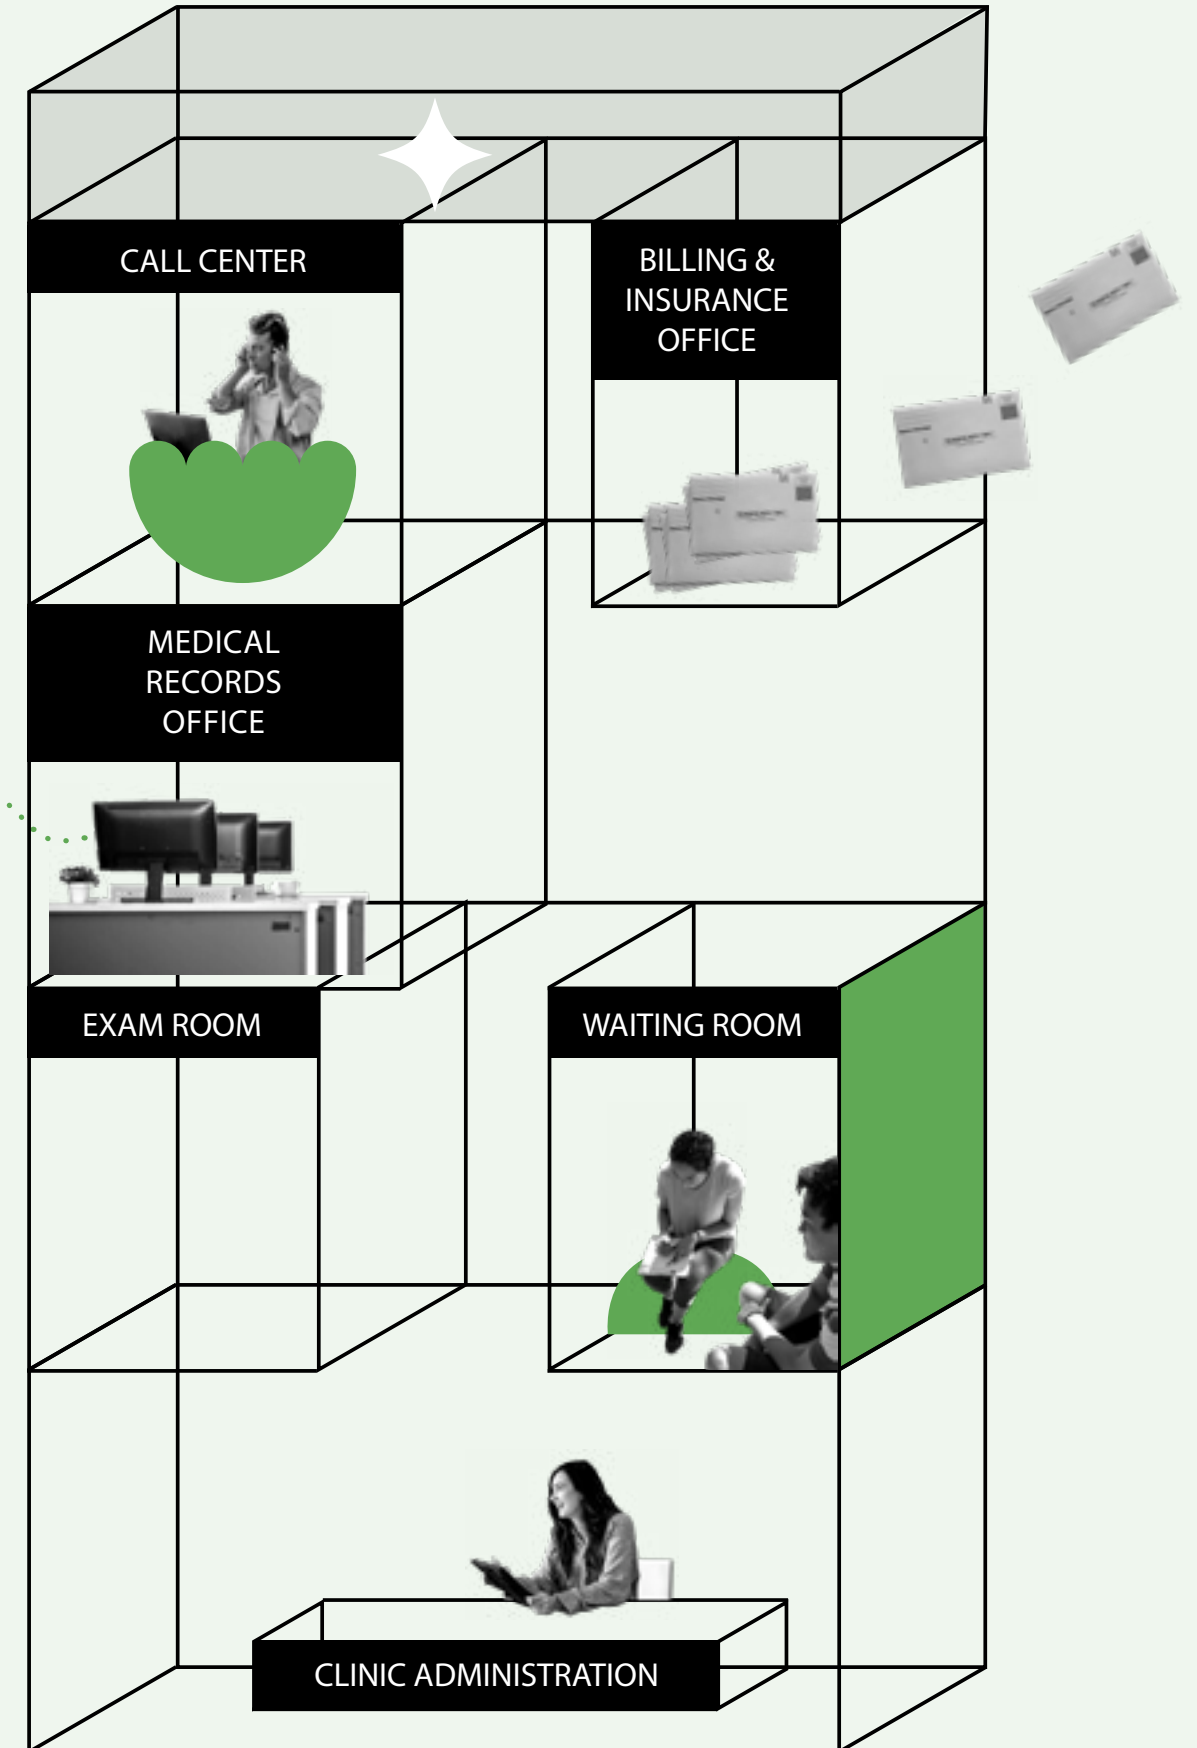 CALL CENTER
BILLING &
INSURANCE
OFFICE
MEDICAL
RECORDS
OFFICE
EXAM ROOM
WAITING ROOM
CLINIC ADMINISTRATION